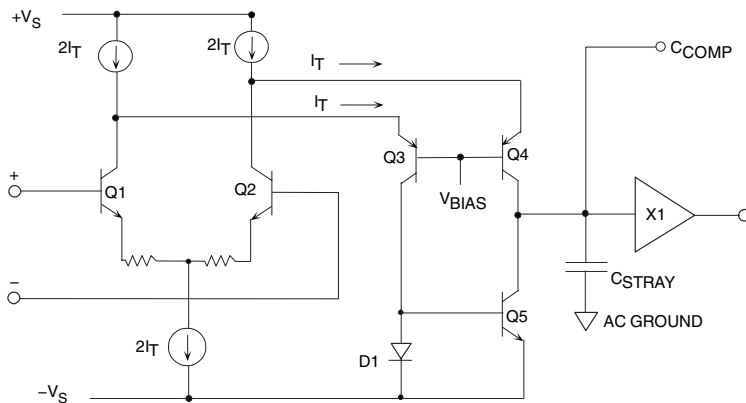 +VS
2IT
2IT
IT
IT
CCOMP
Q3
Q4
+
Q1
Q2
VBIAS
X1
CSTRAY
−
Q5
AC GROUND
2IT
D1
−VS